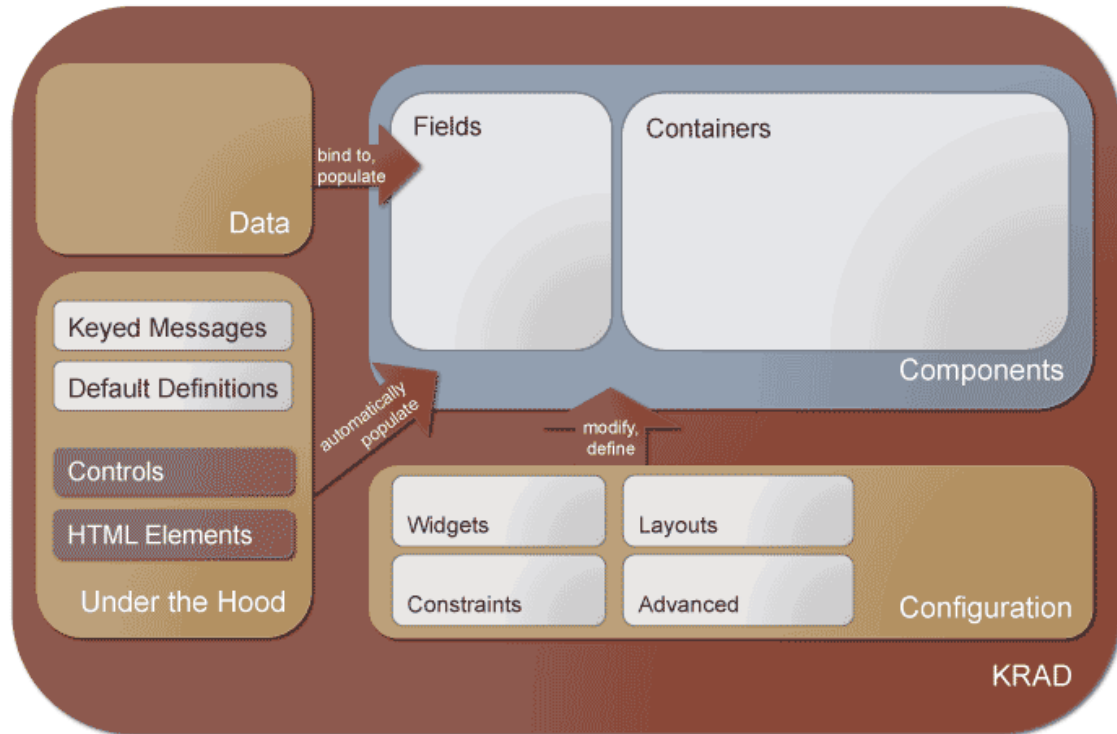 Fields
Containers
bind to,
populate
Data
Components
Keyed Messages
Default Definitions
Controls
HTML Elements
Under the Hood
automatically
populate
modify,
define
Widgets
Layouts
Constraints
Advanced
Configuration
KRAD